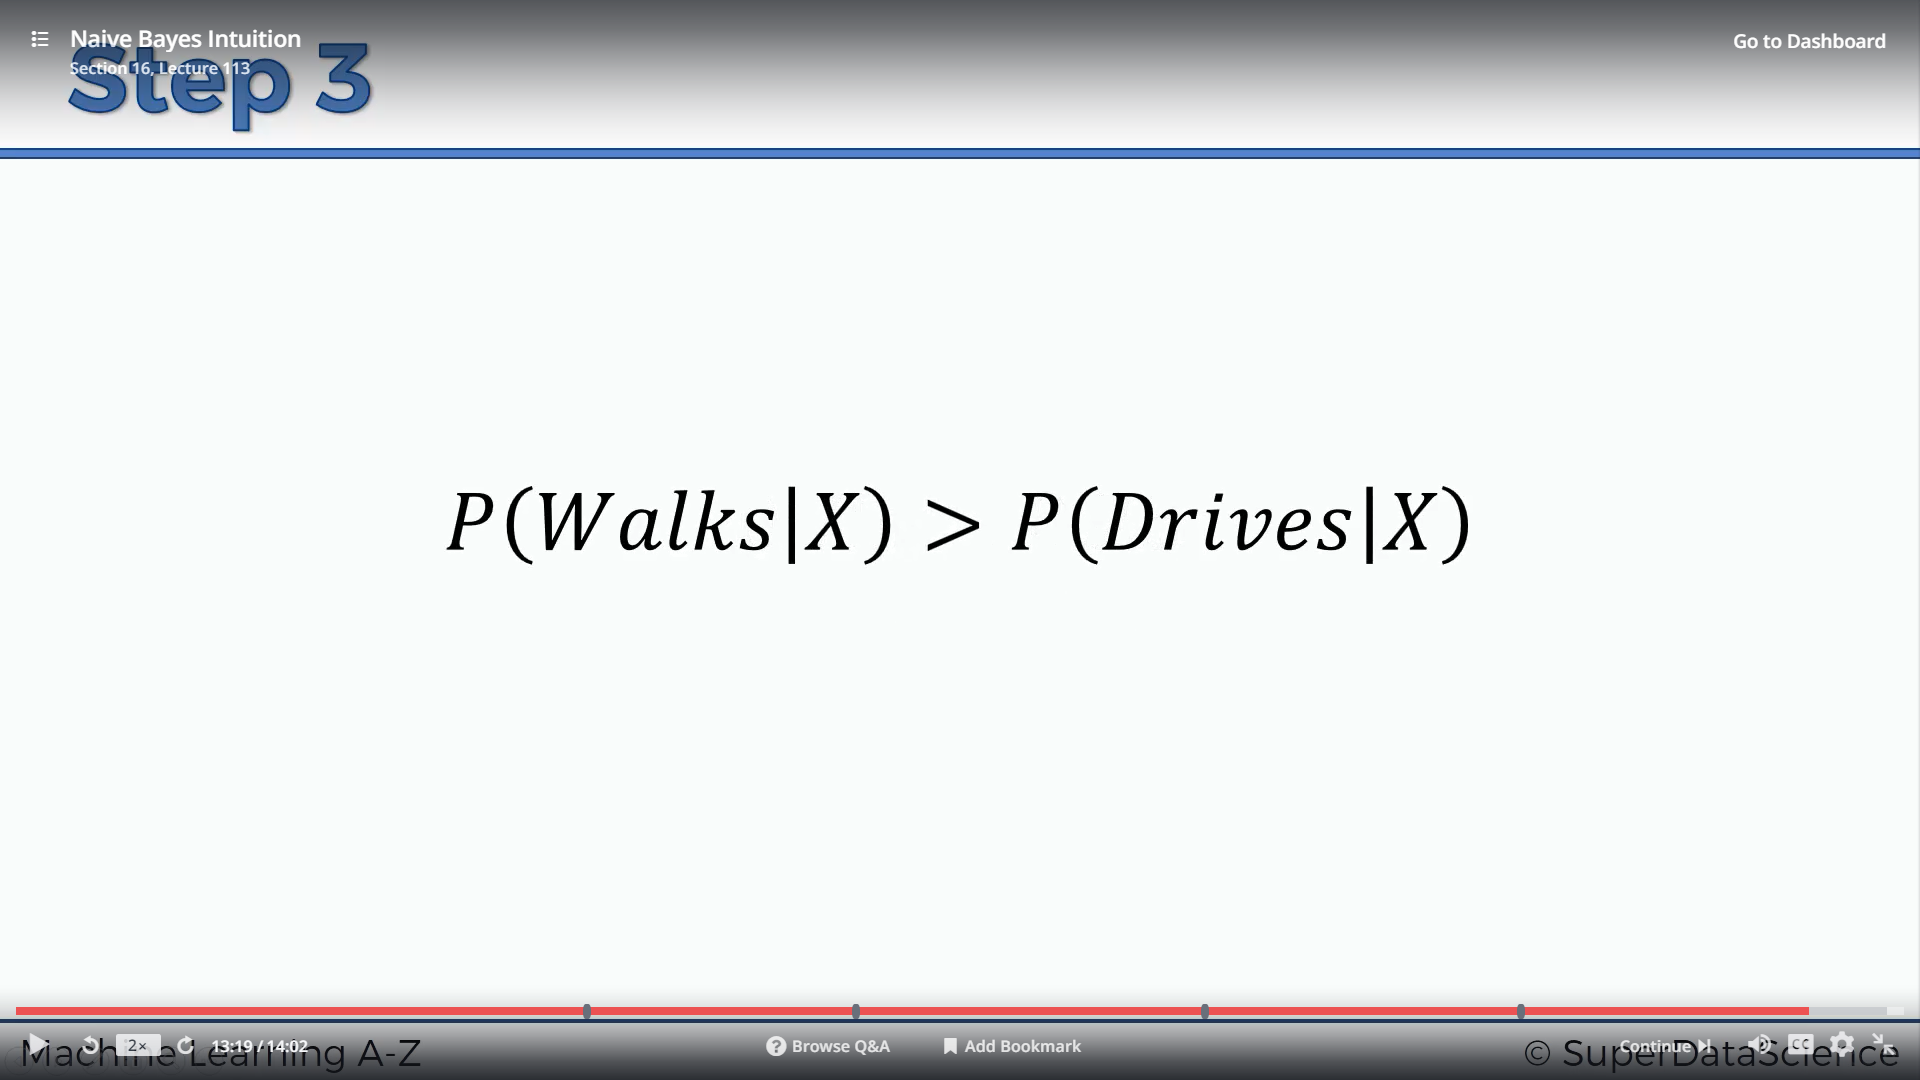 Naive Bayes Intuition
Go to Dashboard
Section 16, Lecture 113
Step 3
P(Walks|X) > P(Drives|X)
2×
13:19 / 14:02
? Browse Q&A
Add Bookmark
Continue
CC
Machine Learning A-Z
© SuperDataScience